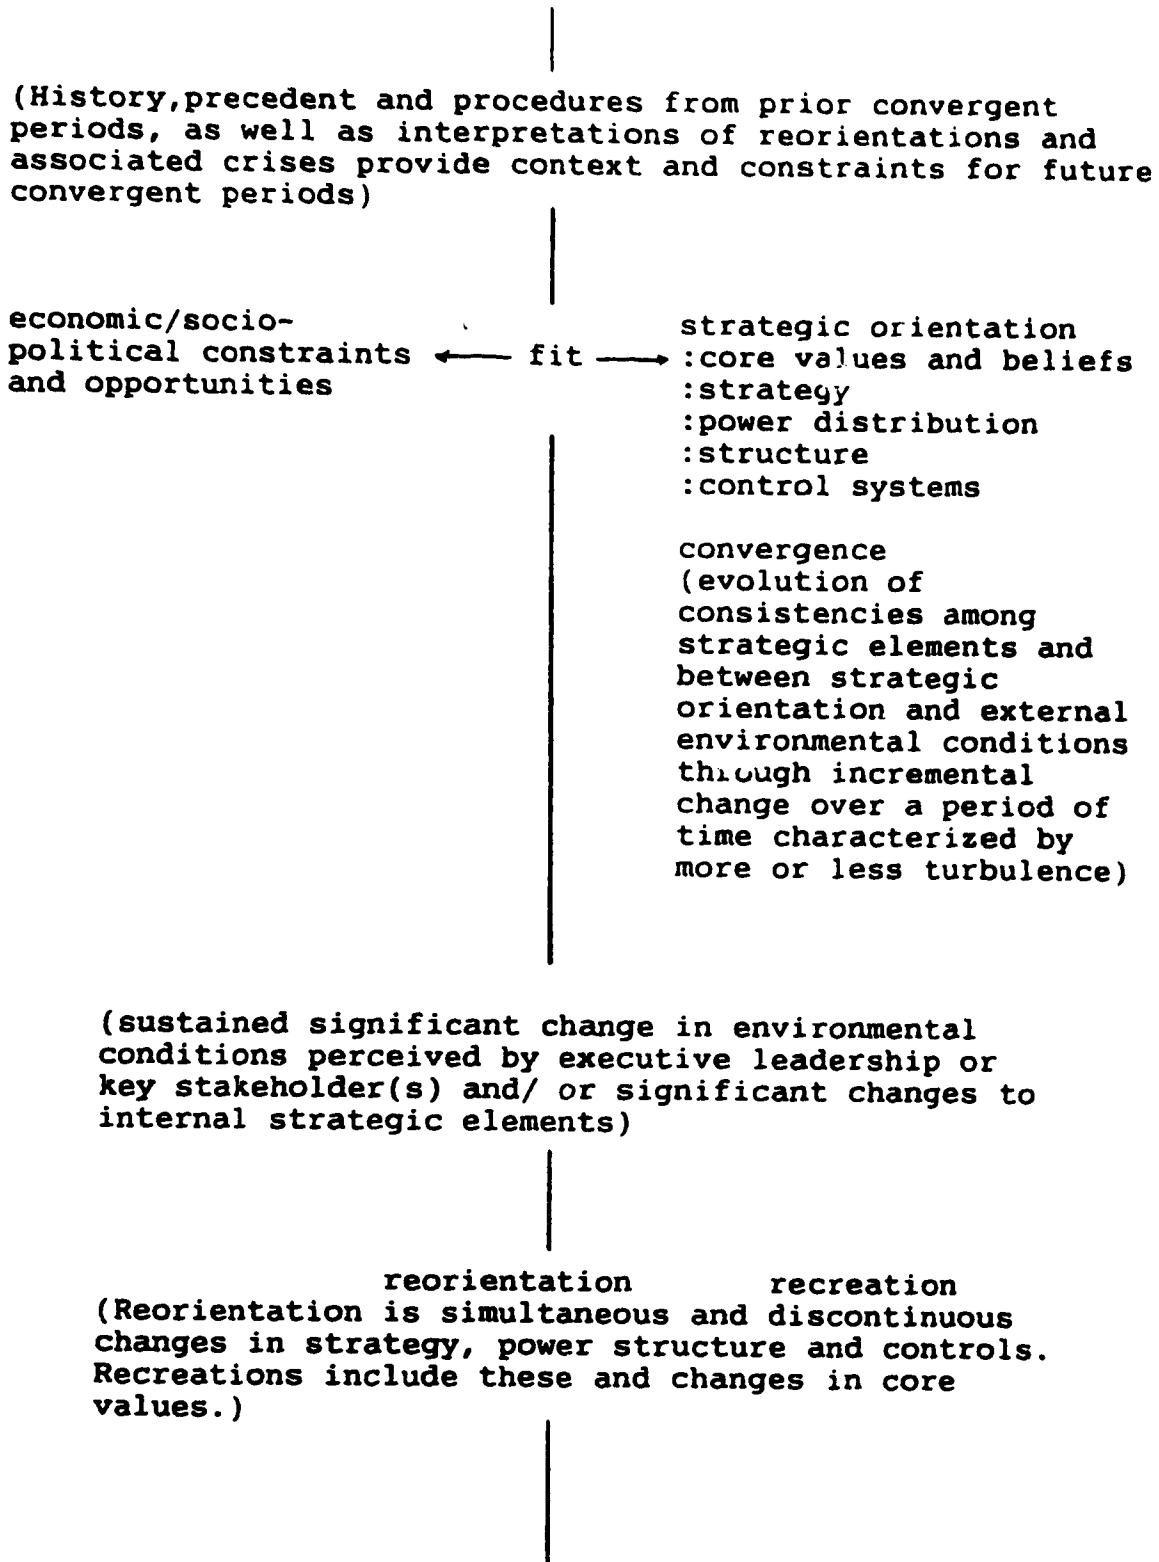 (History,precedent and procedures from prior convergent
periods, as well as interpretations of reorientations and
associated crises provide context and constraints for future
convergent periods)
economic/socio-
political constraints
and opportunities
fit
strategic orientation
:core values and beliefs
:strategy
:power distribution
:structure
:control systems
convergence
(evolution of
consistencies among
strategic elements and
between strategic
orientation and external
environmental conditions
through incremental
change over a period of
time characterized by
more or less turbulence)
(sustained significant change in environmental
conditions perceived by executive leadership or
key stakeholder(s) and/ or significant changes to
internal strategic elements)
reorientation recreation
(Reorientation is simultaneous and discontinuous
changes in strategy, power structure and controls.
Recreations include these and changes in core
values.)